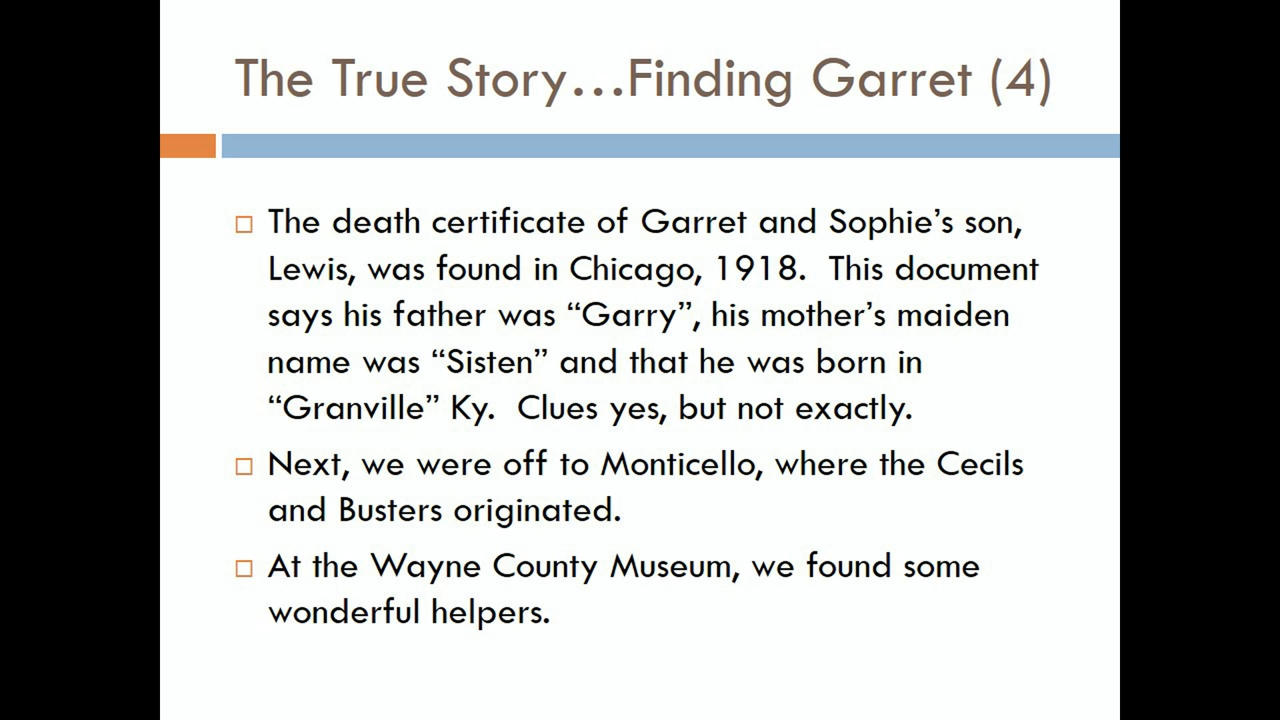 The True Story…Finding Garret (4)
The death certificate of Garret and Sophie’s son,
Lewis, was found in Chicago, 1918.  This document
says his father was “Garry”, his mother’s maiden
name was “Sisten” and that he was born in
“Granville” Ky.  Clues yes, but not exactly.
Next, we were off to Monticello, where the Cecils
and Busters originated.
At the Wayne County Museum, we found some
wonderful helpers.